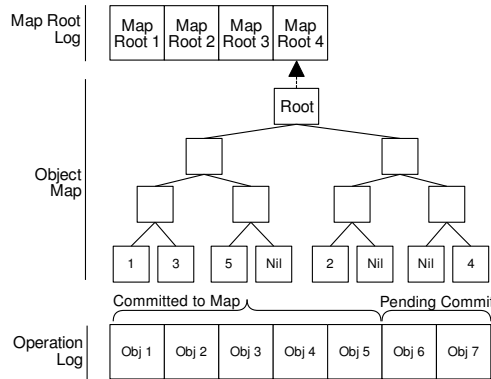 Map Root
Log
Map
Root 1
Map
Root 2
Map
Root 3
Map
Root 4
Object
Map
Root
1
3
5
Nil
2
Nil
Nil
4
Committed to Map
Pending Commit
Operation
Log
Obj 1
Obj 2
Obj 3
Obj 4
Obj 5
Obj 6
Obj 7